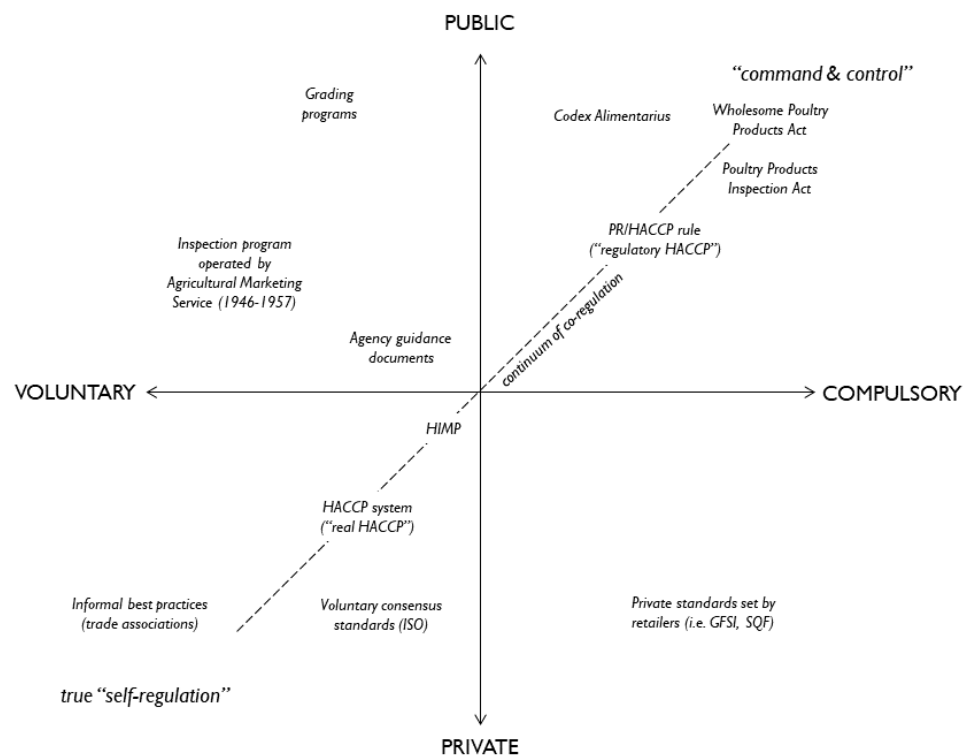 PUBLIC
“command & control”
Grading
programs
Codex Alimentarius
Wholesome Poultry
Products Act
Poultry Products
Inspection Act
PR/HACCP rule
(“regulatory HACCP”)
Inspection program
operated by
Agricultural Marketing
Service (1946-1957)
continuum of co-regulation
Agency guidance
documents
VOLUNTARY
COMPULSORY
HIMP
HACCP system
(“real HACCP”)
Informal best practices
(trade associations)
Voluntary consensus
standards (ISO)
Private standards set by
retailers (i.e. GFSI, SQF)
true “self-regulation”
PRIVATE